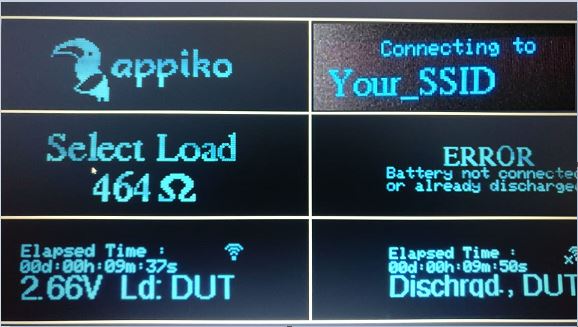 appiko
Connecting to
Your_SSID
Select Load
464 Ω
ERROR
Battery not connected
or already discharged
Elapsed Time :
00d:00h:09m:37s
2.66V Ld: DUT
Elapsed Time :
00d:00h:09m:50s
Dischrgd., DUT